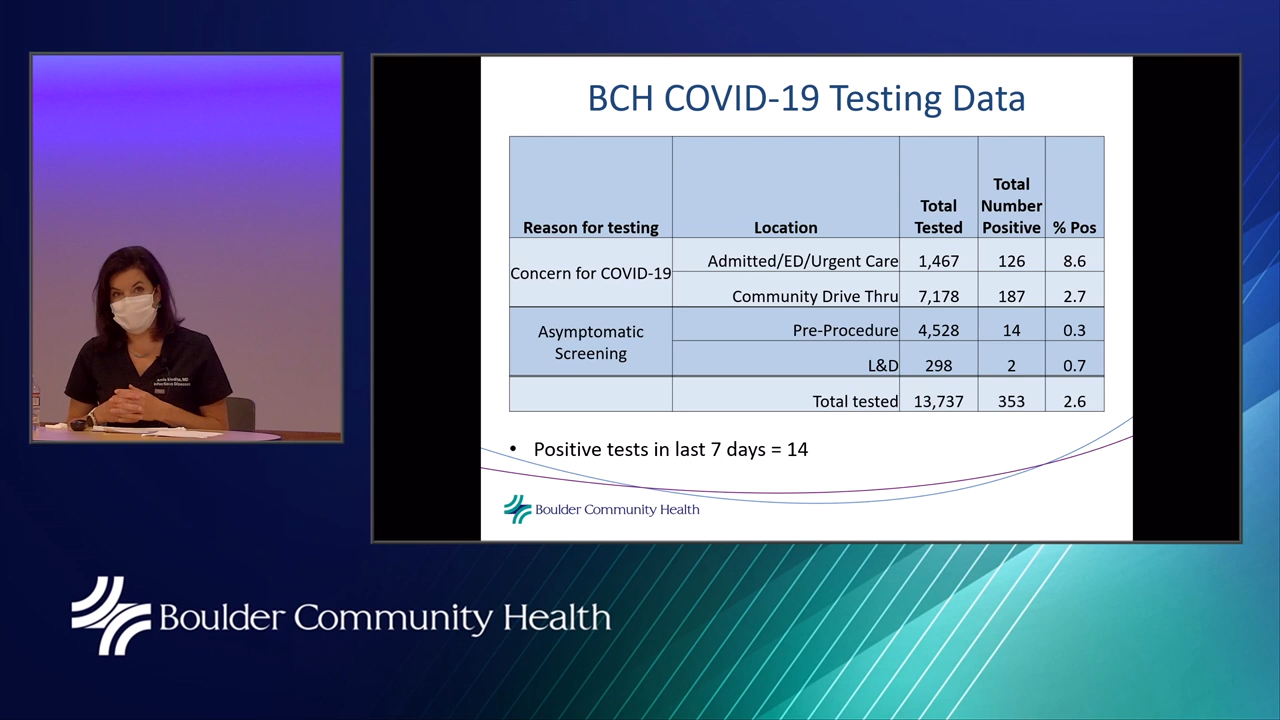 BCH COVID-19 Testing Data
Reason for testing Location Total Tested Total Number Positive % Pos
Concern for COVID-19 Admitted/ED/Urgent Care 1,467 126 8.6
Community Drive Thru 7,178 187 2.7
Asymptomatic Screening Pre-Procedure 4,528 14 0.3
L&D 298 2 0.7
Total tested 13,737 353 2.6
• Positive tests in last 7 days = 14
Boulder Community Health
Boulder Community Health